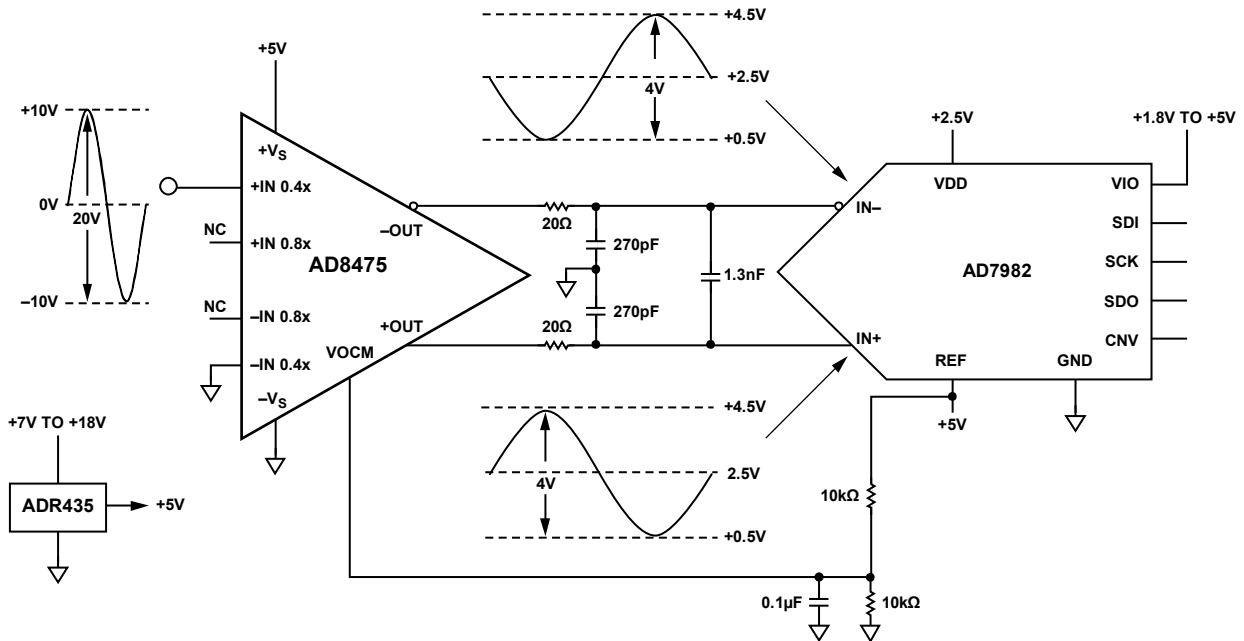 +4.5V
+5V
+2.5V
4V
+10V
+0.5V
+2.5V
+1.8V TO +5V
+VS
VDD
VIO
+IN 0.4x
IN–
0V
20V
–OUT
20Ω
SDI
NC
+IN 0.8x
270pF
AD8475
1.3nF
AD7982
SCK
–10V
NC
–IN 0.8x
270pF
SDO
+OUT
20Ω
IN+
CNV
VOCM
–IN 0.4x
REF
GND
–VS
+4.5V
+5V
+7V TO +18V
2.5V
4V
10kΩ
ADR435
+5V
+0.5V
0.1µF
10kΩ